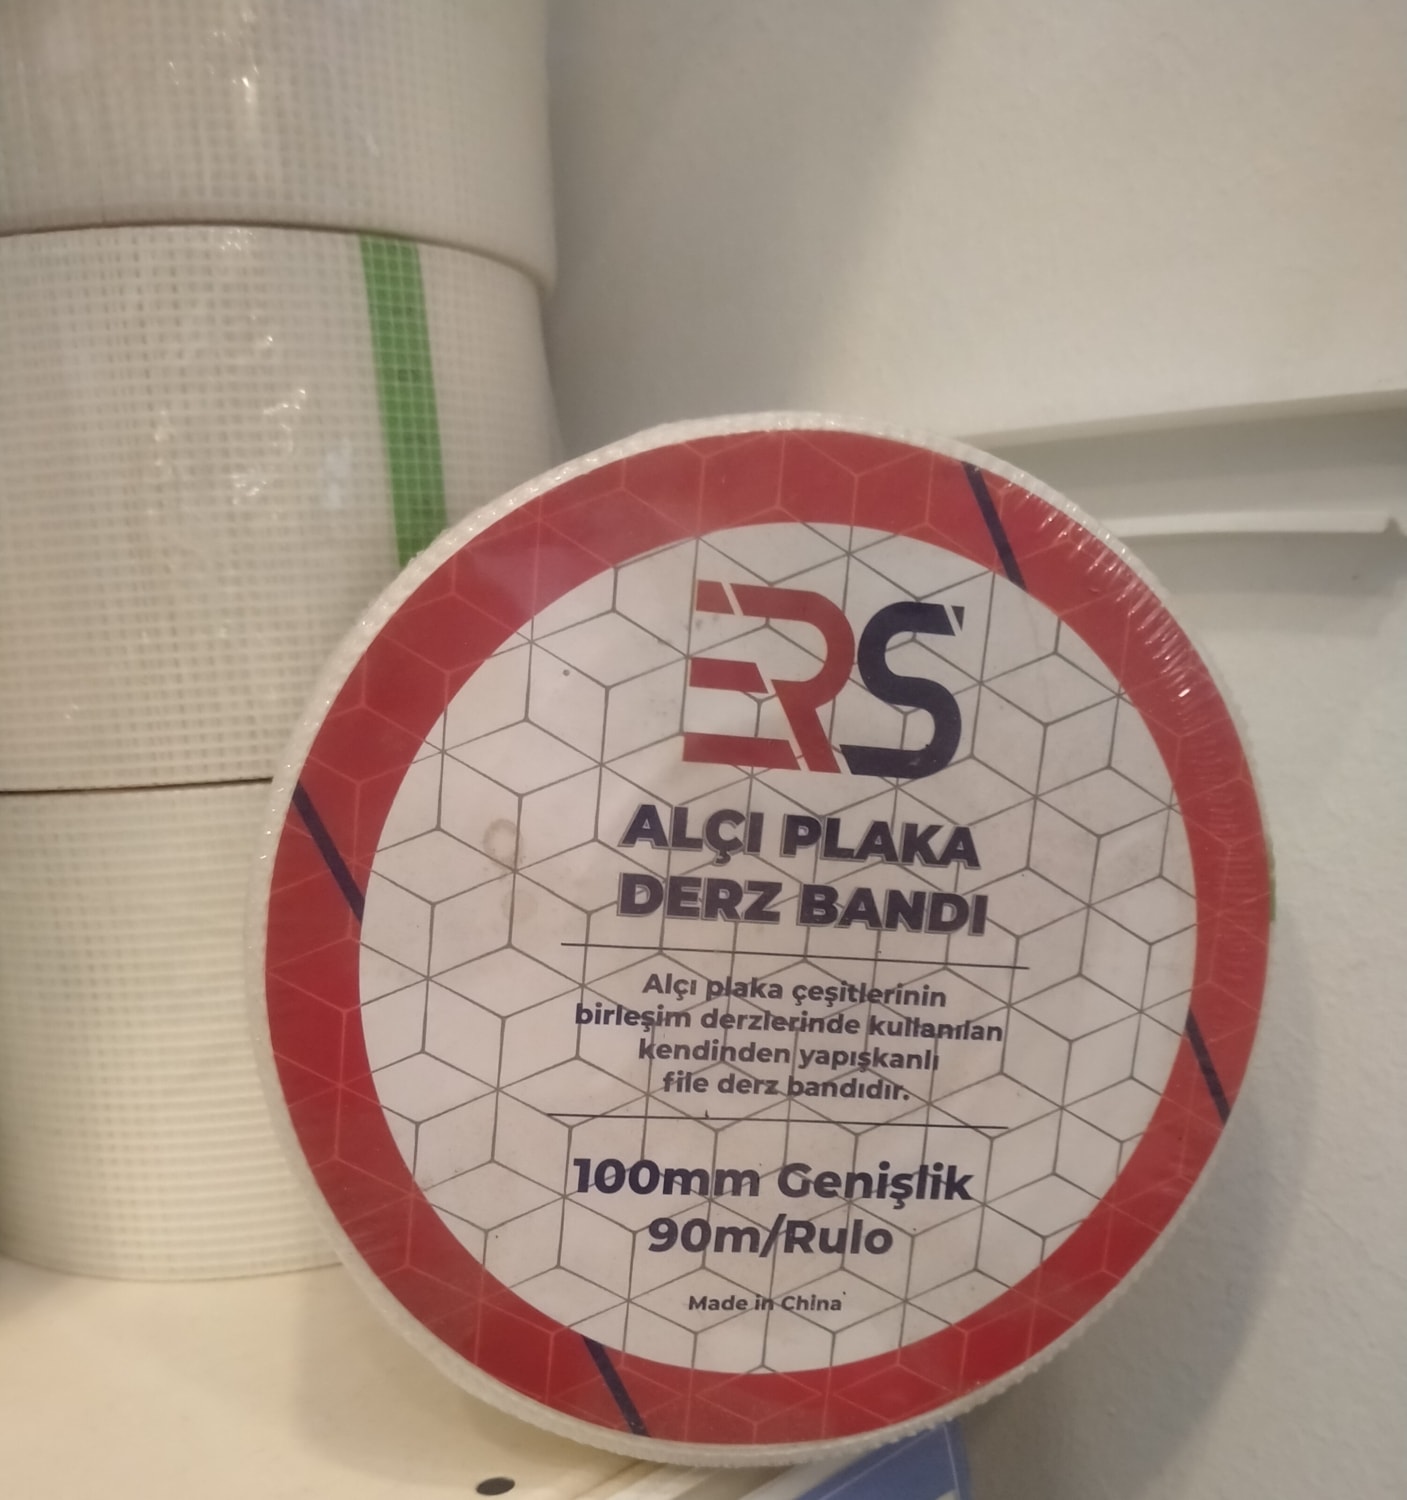 ERS
ALÇI PLAKA
DERZ BANDI
Alçı plaka çeşitlerinin
birleşim derzlerinde kullanılan
kendinden yapışkanlı
file derz bandıdır.
100mm Genişlik
90m/Rulo
Made in China